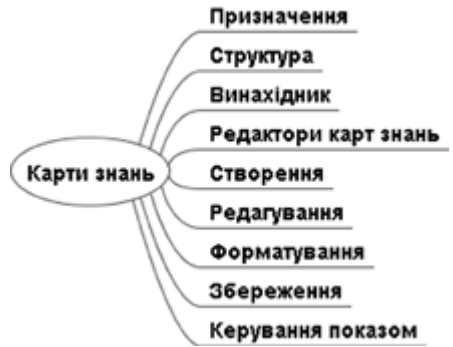 Призначення
Структура
Винахідник
Редактори карт знань
Карти знань
Створення
Редагування
Форматування
Збереження
Керування показом